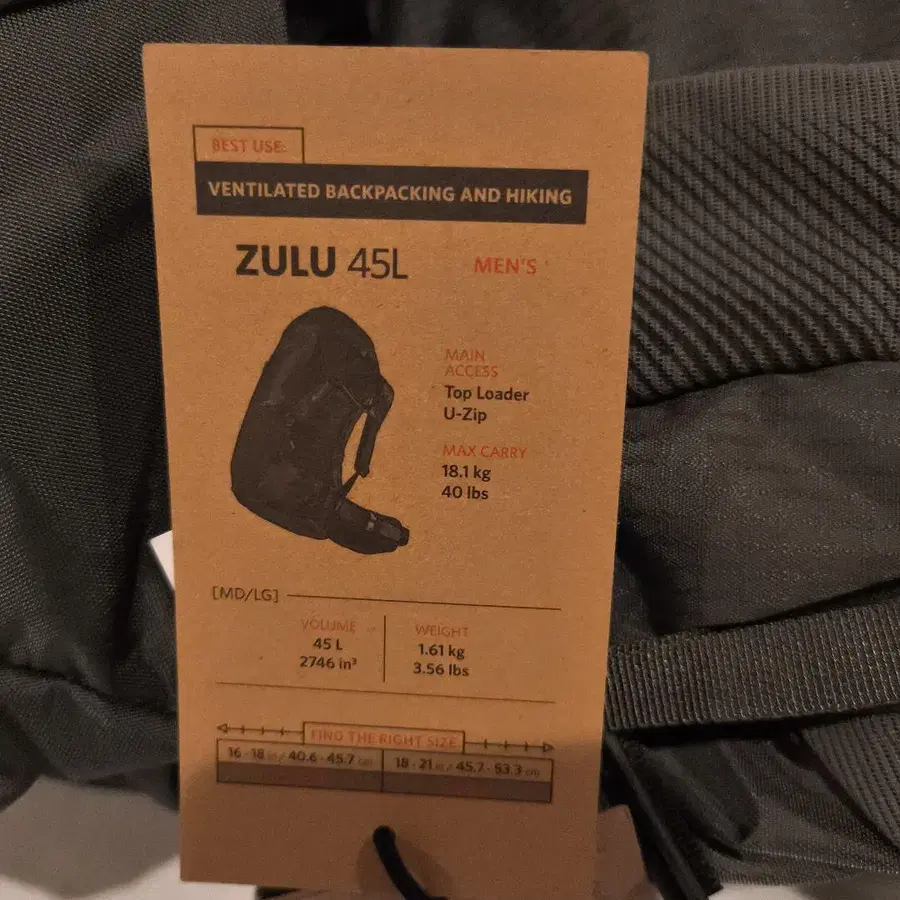 BEST USE:
VENTILATED BACKPACKING AND HIKING
ZULU 45L MEN'S
MAIN
ACCESS
Top Loader
U-Zip
MAX CARRY
18.1 kg
40 lbs
[MD/LG]
VOLUME
45 L
2746 in³
WEIGHT
1.61 kg
3.56 lbs
FIND THE RIGHT SIZE
16 - 18 in / 40.6 - 45.7 cm
18 - 21 in / 45.7 - 53.3 cm